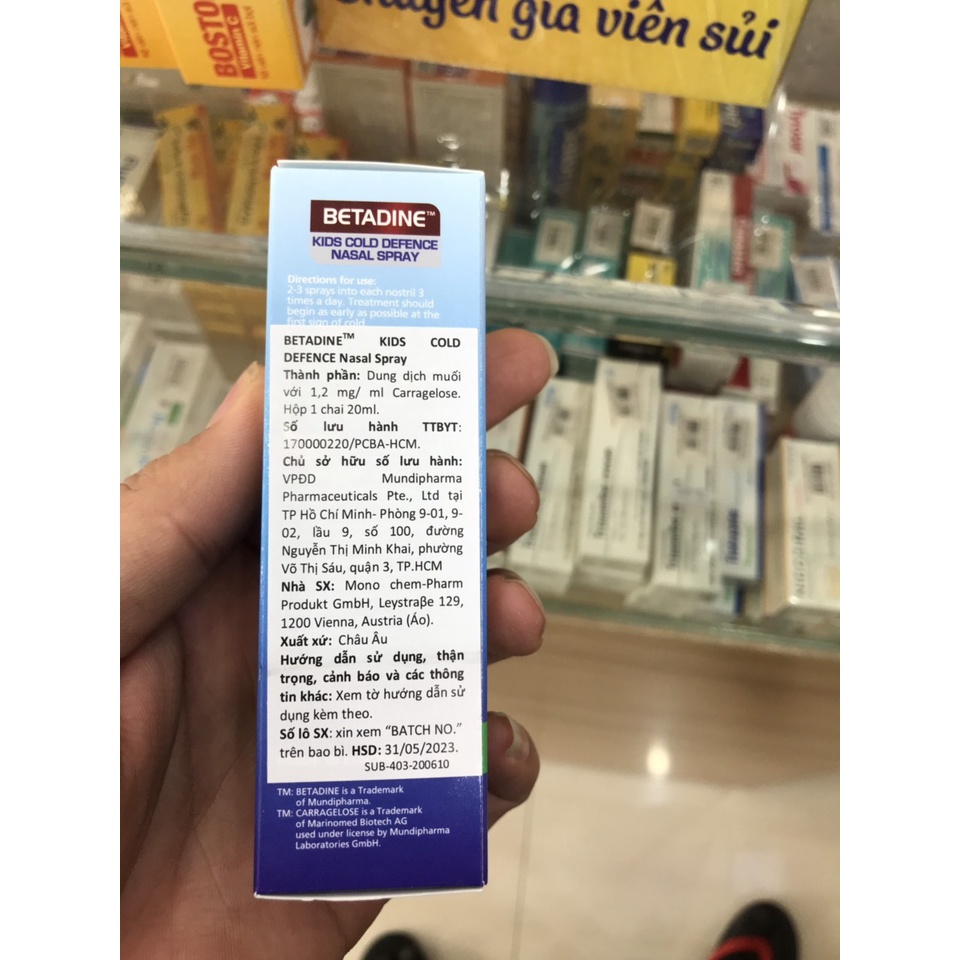 Chuyên gia viên sủi
BOSTO
Vitamin C
BETADINE™
KIDS COLD DEFENCE
NASAL SPRAY
Directions for use:
2-3 sprays into each nostril 3
times a day. Treatment should
begin as early as possible at the
first sign of cold
BETADINE™ KIDS COLD
DEFENCE Nasal Spray
Thành phần: Dung dịch muối
với 1,2 mg/ ml Carragelose.
Hộp 1 chai 20ml.
Số lưu hành TTBYT:
170000220/PCBA-HCM.
Chủ sở hữu số lưu hành:
VPĐD Mundipharma
Pharmaceuticals Pte., Ltd tại
TP Hồ Chí Minh- Phòng 9-01, 9-
02, lầu 9, số 100, đường
Nguyễn Thị Minh Khai, phường
Võ Thị Sáu, quận 3, TP.HCM
Nhà SX: Mono chem-Pharm
Produkt GmbH, Leystraβe 129,
1200 Vienna, Austria (Áo).
Xuất xứ: Châu Âu
Hướng dẫn sử dụng, thận
trọng, cảnh báo và các thông
tin khác: Xem tờ hướng dẫn sử
dụng kèm theo.
Số lô SX: xin xem “BATCH NO.”
trên bao bì. HSD: 31/05/2023.
SUB-403-200610
TM: BETADINE is a Trademark
of Mundipharma.
TM: CARRAGELOSE is a Trademark
of Marinomed Biotech AG
used under license by Mundipharma
Laboratories GmbH.